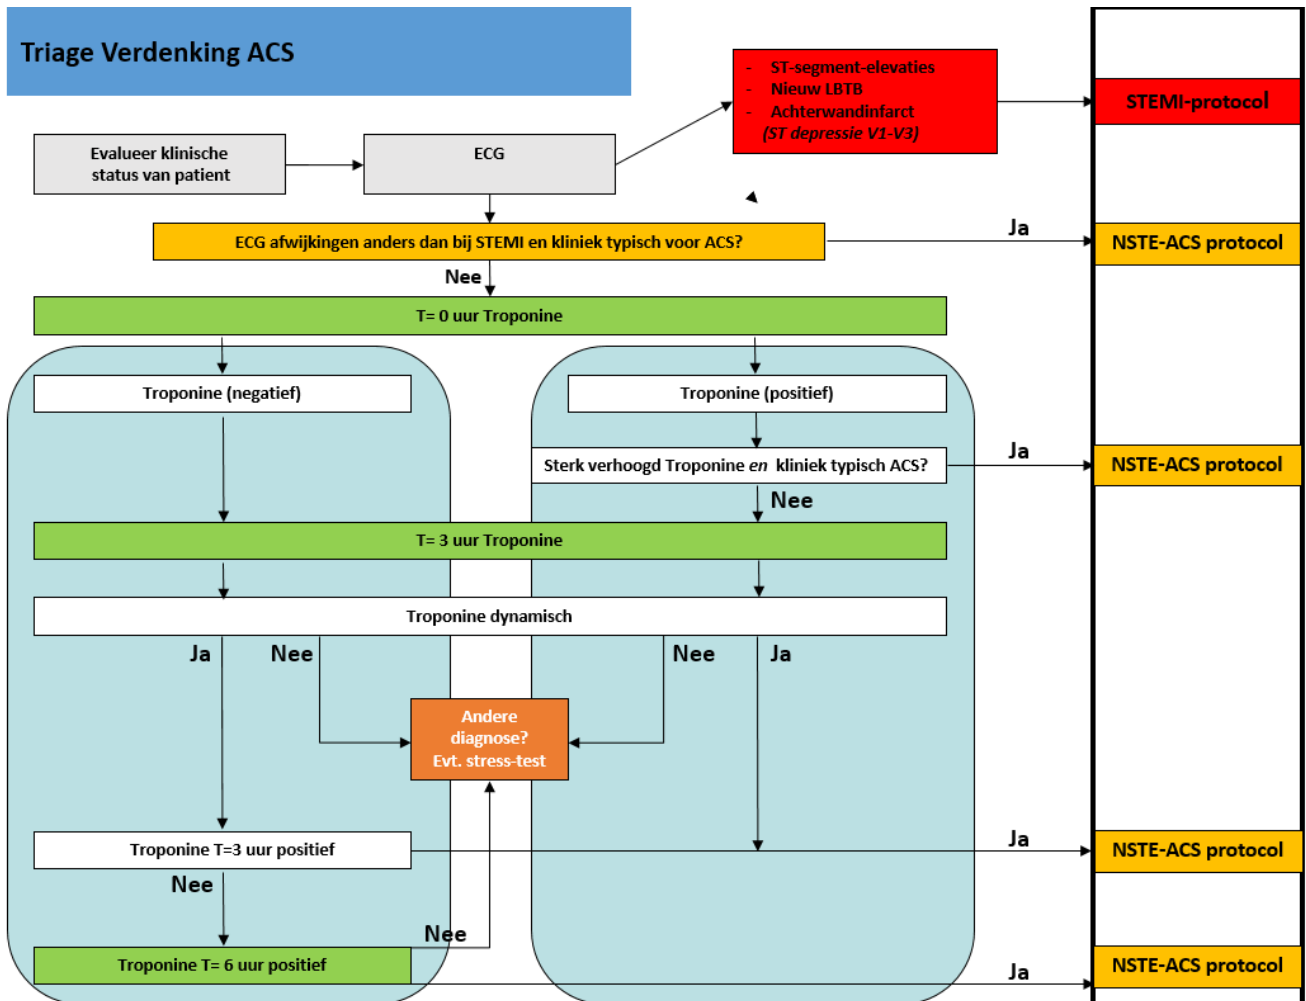 Triage Verdenking ACS
- ST-segment-elevaties
- Nieuw LBTB
- Achterwandinfarct
(ST depressie V1-V3)
STEMI-protocol
Evalueer klinische
status van patient
ECG
ECG afwijkingen anders dan bij STEMI en kliniek typisch voor ACS?
Ja
NSTE-ACS protocol
Nee
T= 0 uur Troponine
Troponine (negatief)
Troponine (positief)
Sterk verhoogd Troponine en kliniek typisch ACS?
Ja
NSTE-ACS protocol
Nee
T= 3 uur Troponine
Troponine dynamisch
Ja
Nee
Nee
Ja
Andere
diagnose?
Evt. stress-test
Troponine T=3 uur positief
Ja
NSTE-ACS protocol
Nee
Nee
Troponine T= 6 uur positief
Ja
NSTE-ACS protocol